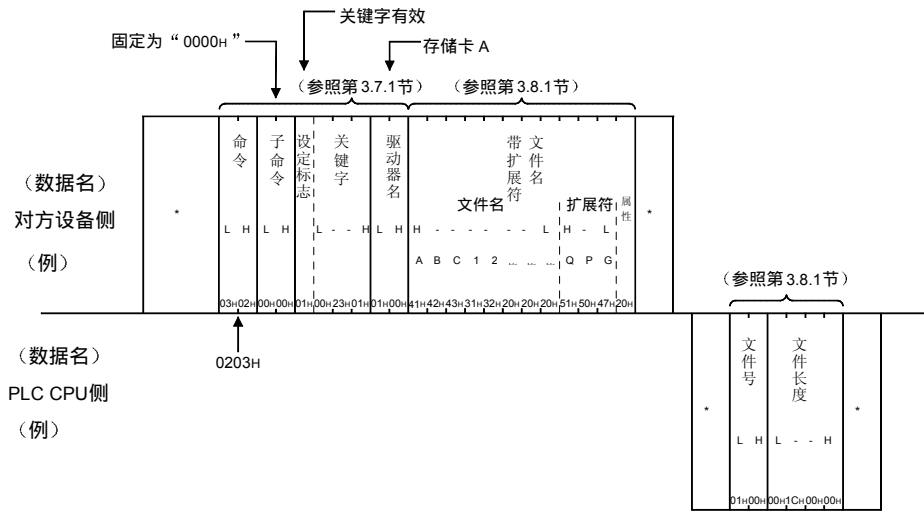 关键字有效
固定为“ 0000H ”
存储卡 A
（参照第 3.7.1节） （参照第 3.8.1节）
命令 子命令 设定标志 关键字 驱动器名 带扩展符 文件名
文件名 扩展符 属性
（数据名）
对方设备侧
* *
L H L H L - - H L H H - - - - - - L H - L
（例）
A B C 1 2 ... ... ... Q P G
03H 02H 00H 00H 01H 00H 23H 01H 01H 00H 41H 42H 43H 31H 32H 20H 20H 20H 51H 50H 47H 20H
0203H
（参照第 3.8.1节）
（数据名）
PLC CPU侧
（例）
文件号 文件长度
* *
L H L - - H
01H 00H 00H 1CH 00H 00H